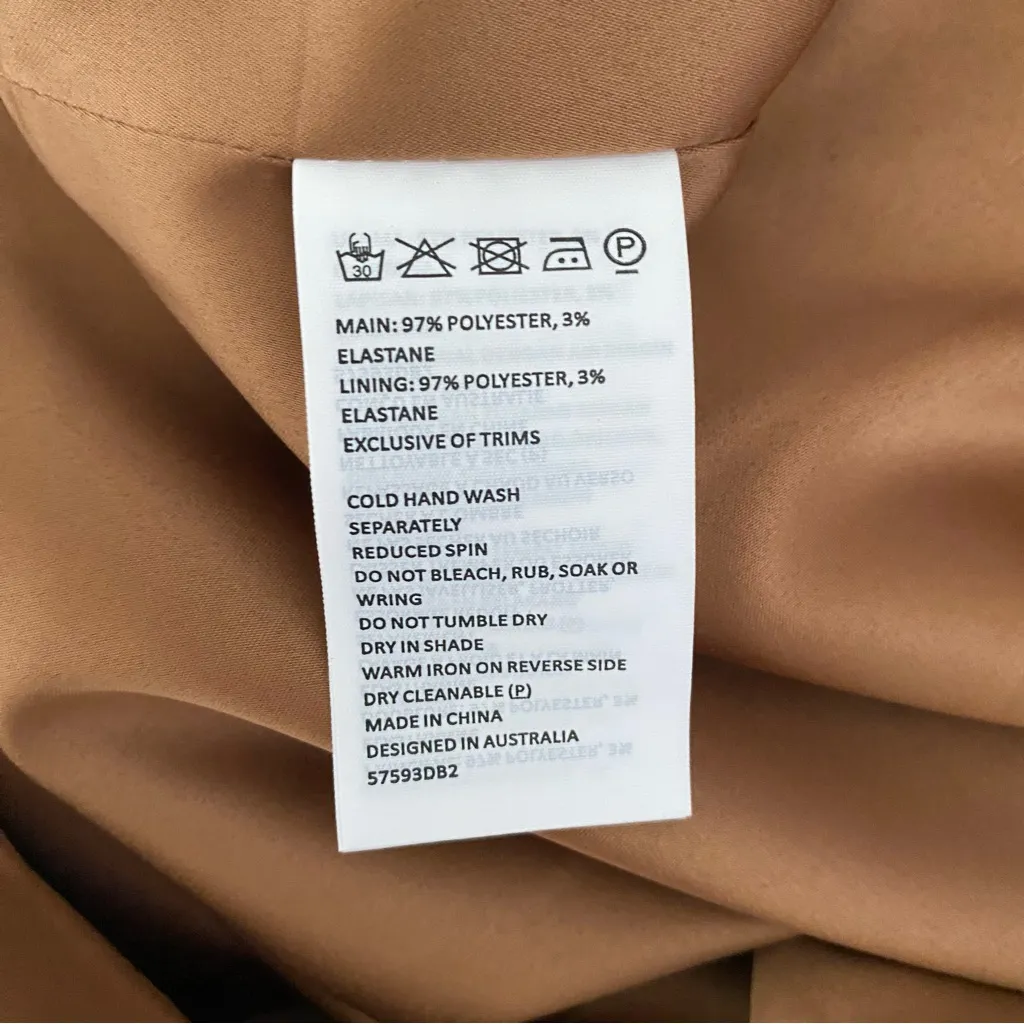 30
P
MAIN: 97% POLYESTER, 3%
ELASTANE
LINING: 97% POLYESTER, 3%
ELASTANE
EXCLUSIVE OF TRIMS
COLD HAND WASH
SEPARATELY
REDUCED SPIN
DO NOT BLEACH, RUB, SOAK OR
WRING
DO NOT TUMBLE DRY
DRY IN SHADE
WARM IRON ON REVERSE SIDE
DRY CLEANABLE (P)
MADE IN CHINA
DESIGNED IN AUSTRALIA
57593DB2